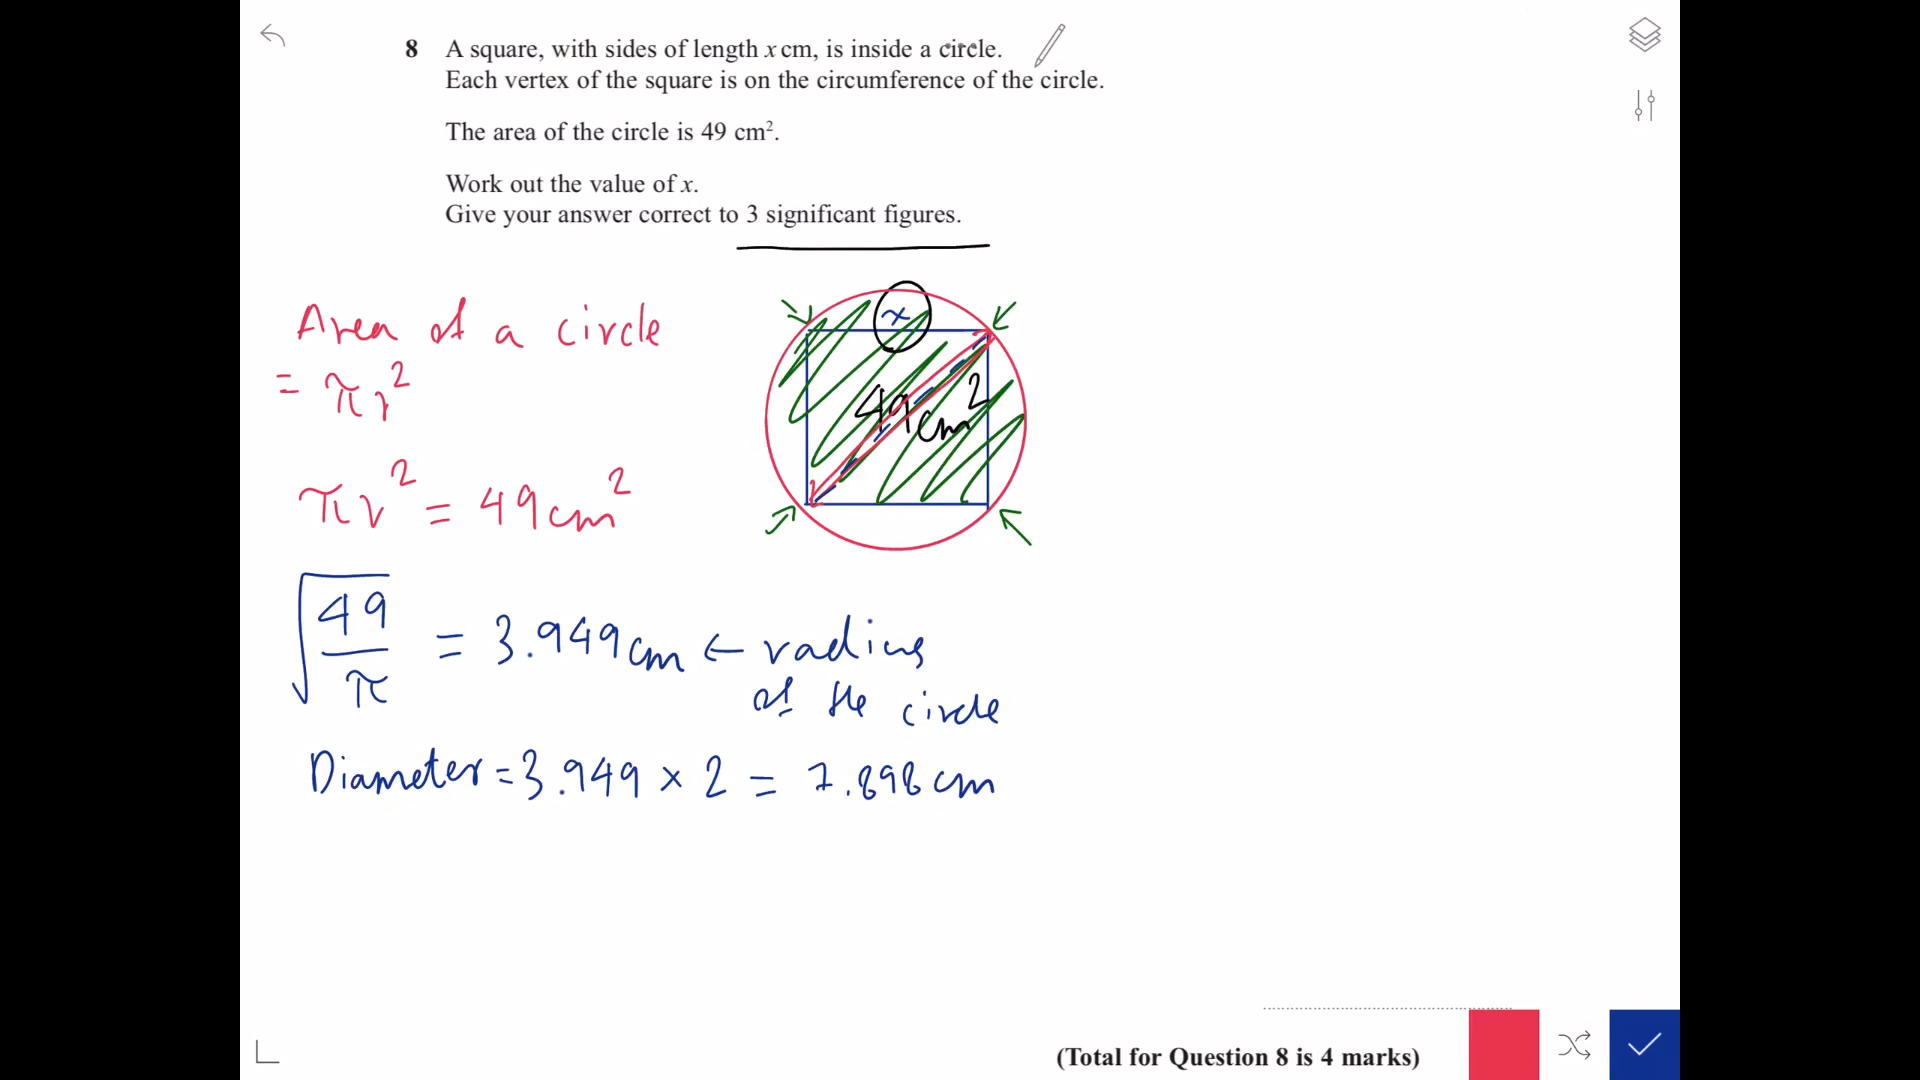 8 A square, with sides of length x cm, is inside a circle.
Each vertex of the square is on the circumference of the circle.
The area of the circle is 49 cm².
Work out the value of x.
Give your answer correct to 3 significant figures.
x
49cm²
Area of a circle
= πr²
πr² = 49cm²
√(49/π) = 3.949cm ← radius
of the circle
Diameter = 3.949 × 2 = 7.898cm
(Total for Question 8 is 4 marks)